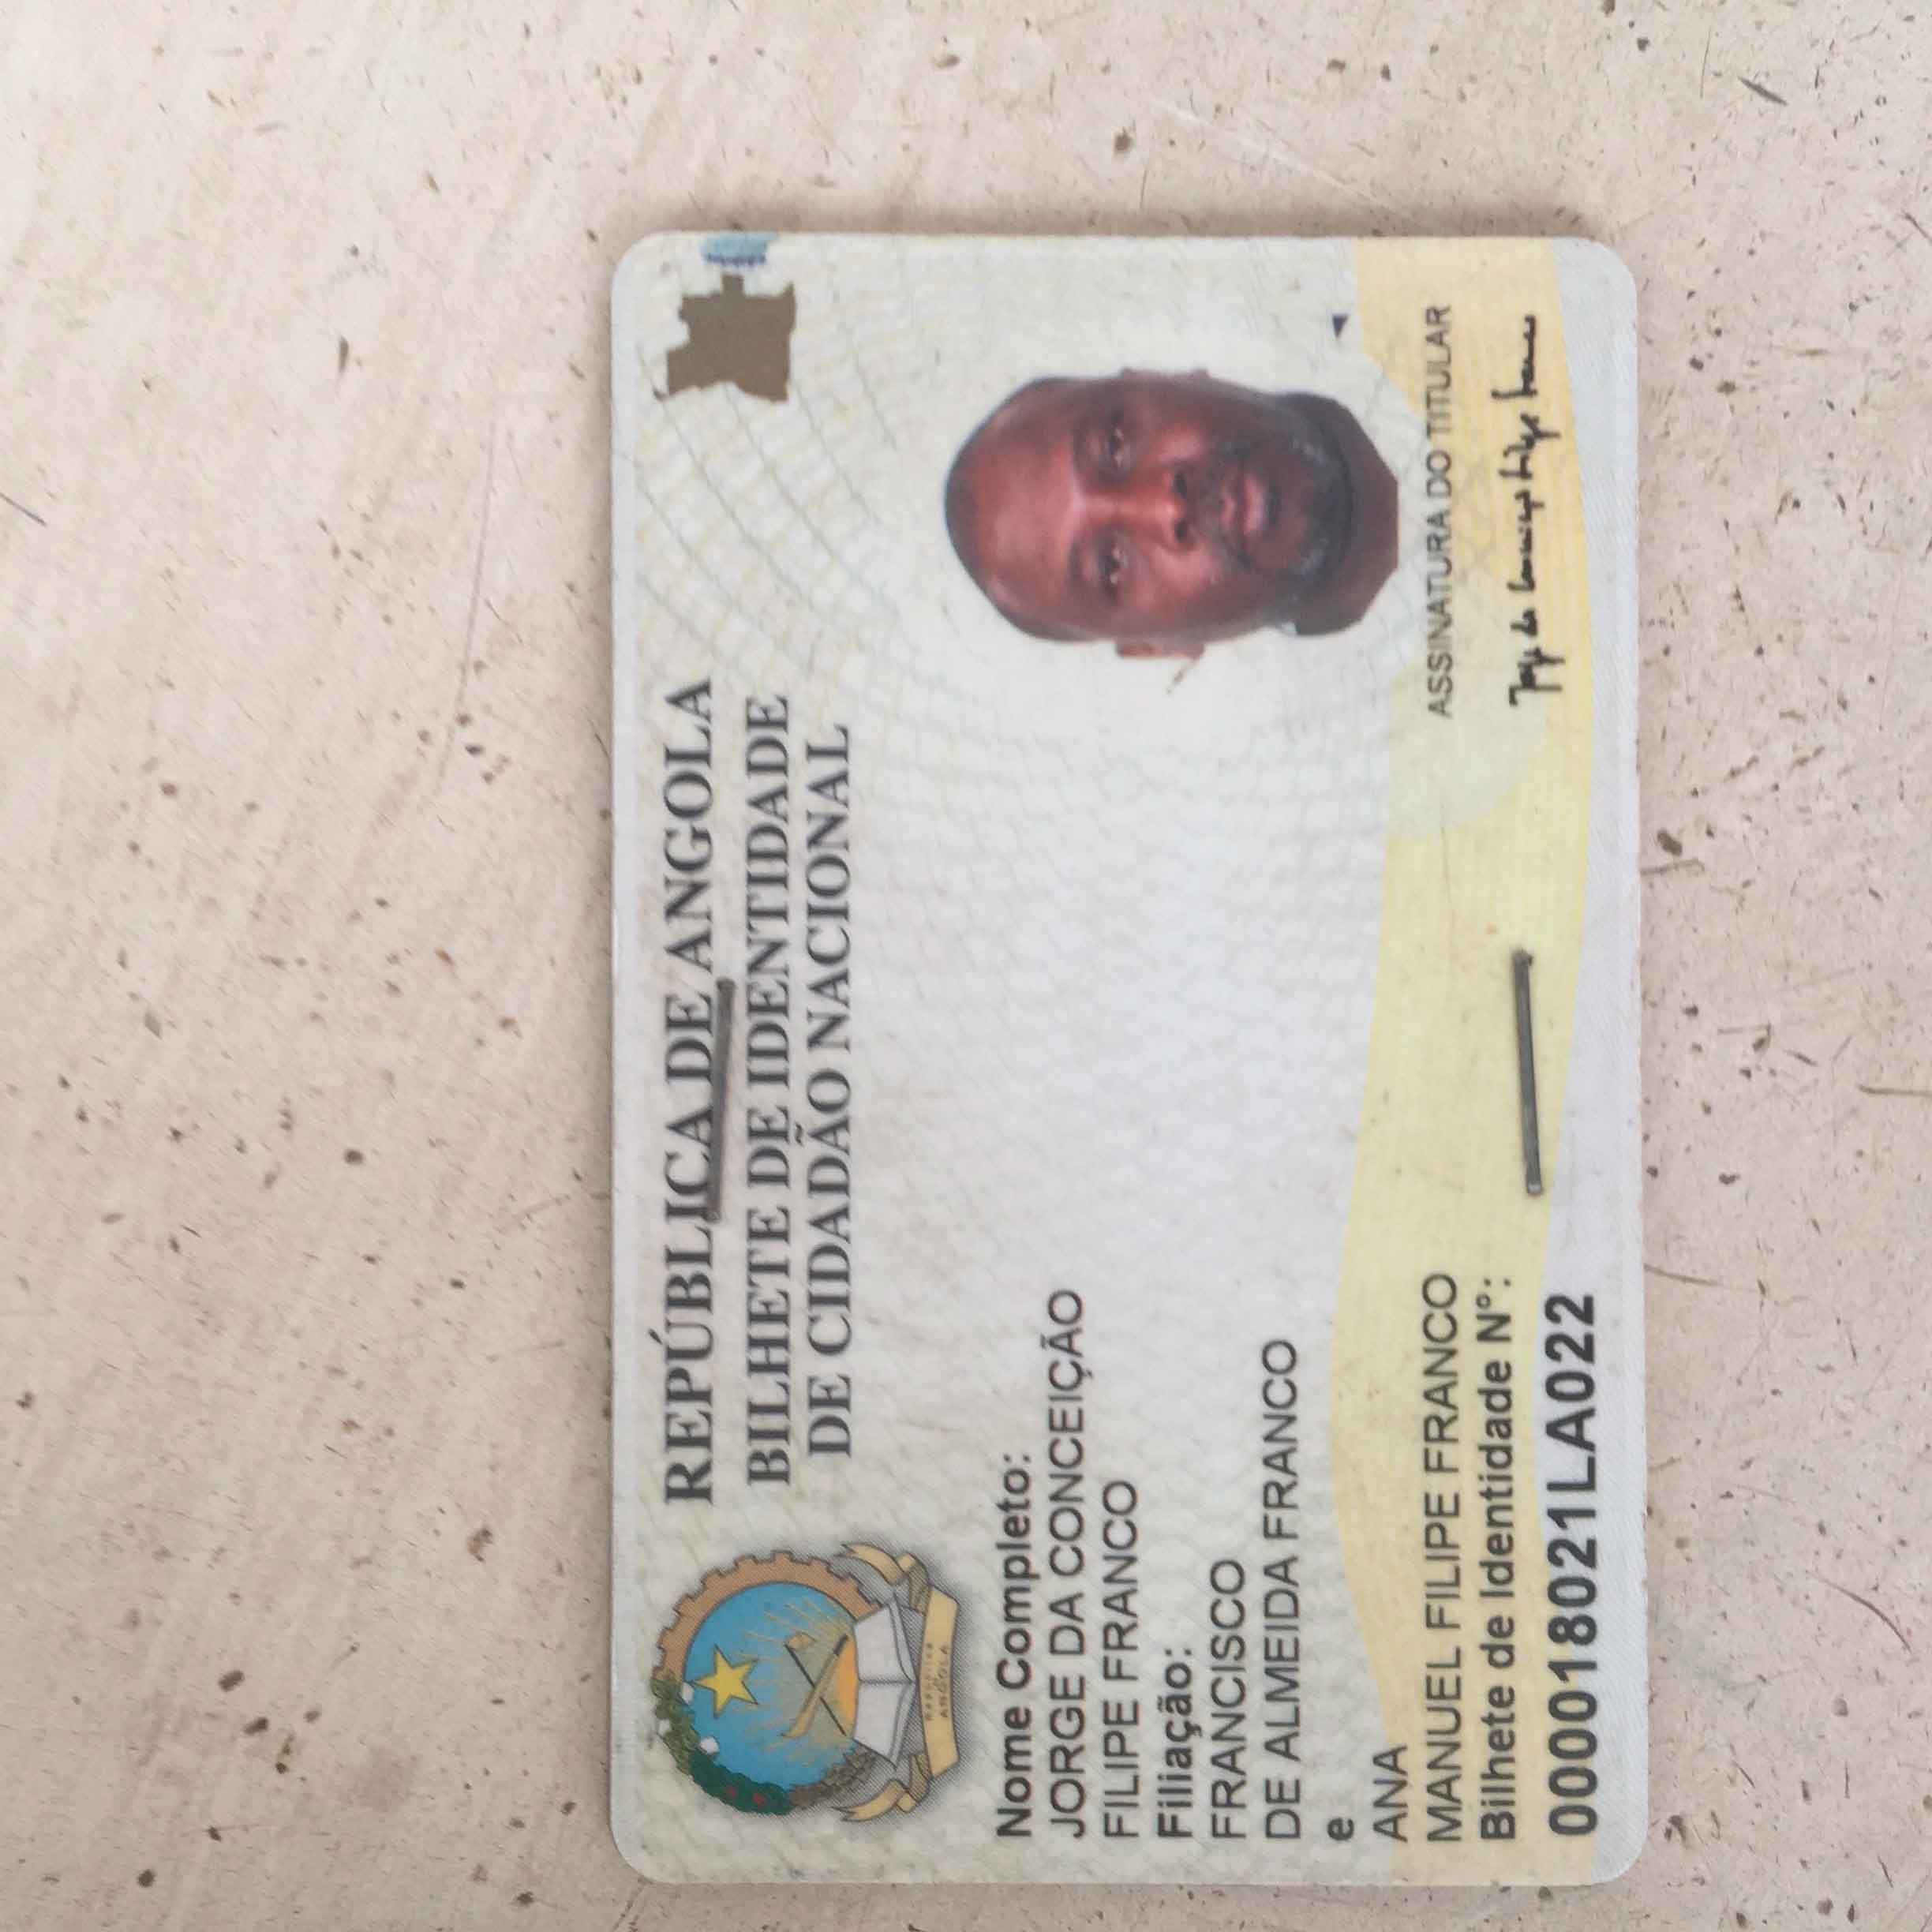 REPÚBLICA DE ANGOLA
BILHETE DE IDENTIDADE
DE CIDADÃO NACIONAL
República
de
ANGOLA
Nome Completo:
JORGE DA CONCEIÇÃO
FILIPE FRANCO
Filiação:
FRANCISCO
DE ALMEIDA FRANCO
e
ANA
MANUEL FILIPE FRANCO
Bilhete de Identidade Nº:
000018021LA022
ASSINATURA DO TITULAR
Jorge da Conceição Filipe Franco